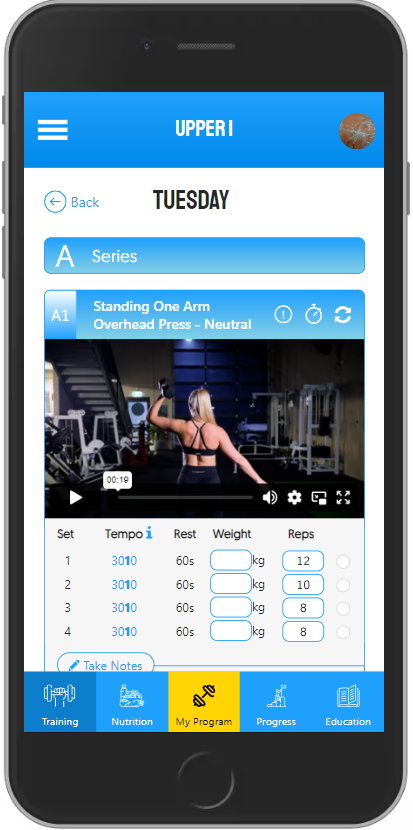 UPPER I
Back
TUESDAY
A Series
A1 Standing One Arm
Overhead Press - Neutral
00:19
Set Tempo Rest Weight Reps
1 3010 60s kg 12
2 3010 60s kg 10
3 3010 60s kg 8
4 3010 60s kg 8
Take Notes
Training Nutrition My Program Progress Education